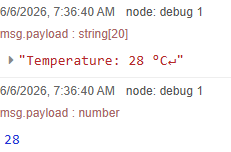 6/6/2026, 7:36:40 AM node: debug 1
msg.payload : string[20]
"Temperature: 28 °C↵"
6/6/2026, 7:36:40 AM node: debug 1
msg.payload : number
28